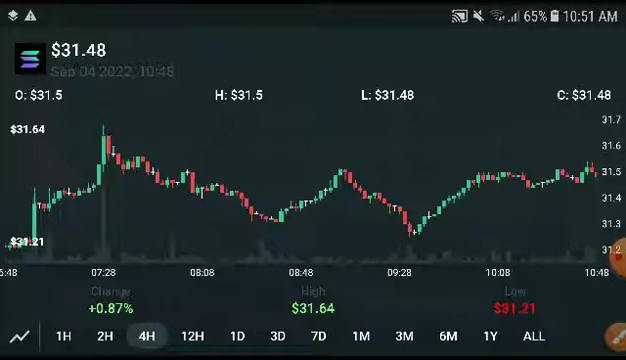 65% 10:51 AM
$31.48
Sep 04 2022, 10:48
O: $31.5 H: $31.5 L: $31.48 C: $31.48
31.7
$31.64
31.6
31.5
31.4
31.3
$31.21
31.2
6:48 07:28 08:08 08:48 09:28 10:08 10:48
Change High Low
+0.87% $31.64 $31.21
1H 2H 4H 12H 1D 3D 7D 1M 3M 6M 1Y ALL